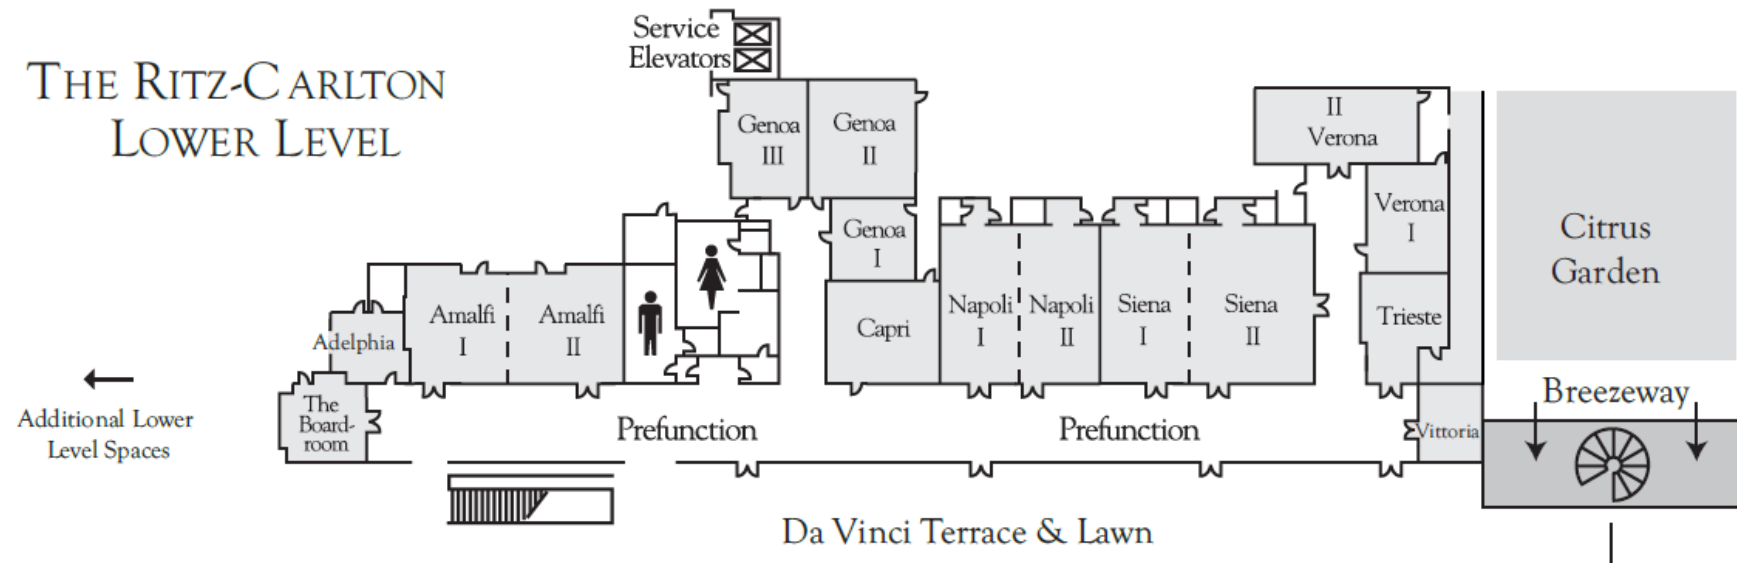 THE RITZ-CARLTON
LOWER LEVEL
Service
Elevators
Genoa
III
Genoa
II
Genoa
I
II
Verona
Verona
I
Citrus
Garden
Amalfi
I
Amalfi
II
Adelphia
Capri
Napoli
I
Napoli
II
Siena
I
Siena
II
Trieste
Additional Lower
Level Spaces
The
Board-
room
Prefunction
Prefunction
Vittoria
Breezeway
Da Vinci Terrace & Lawn